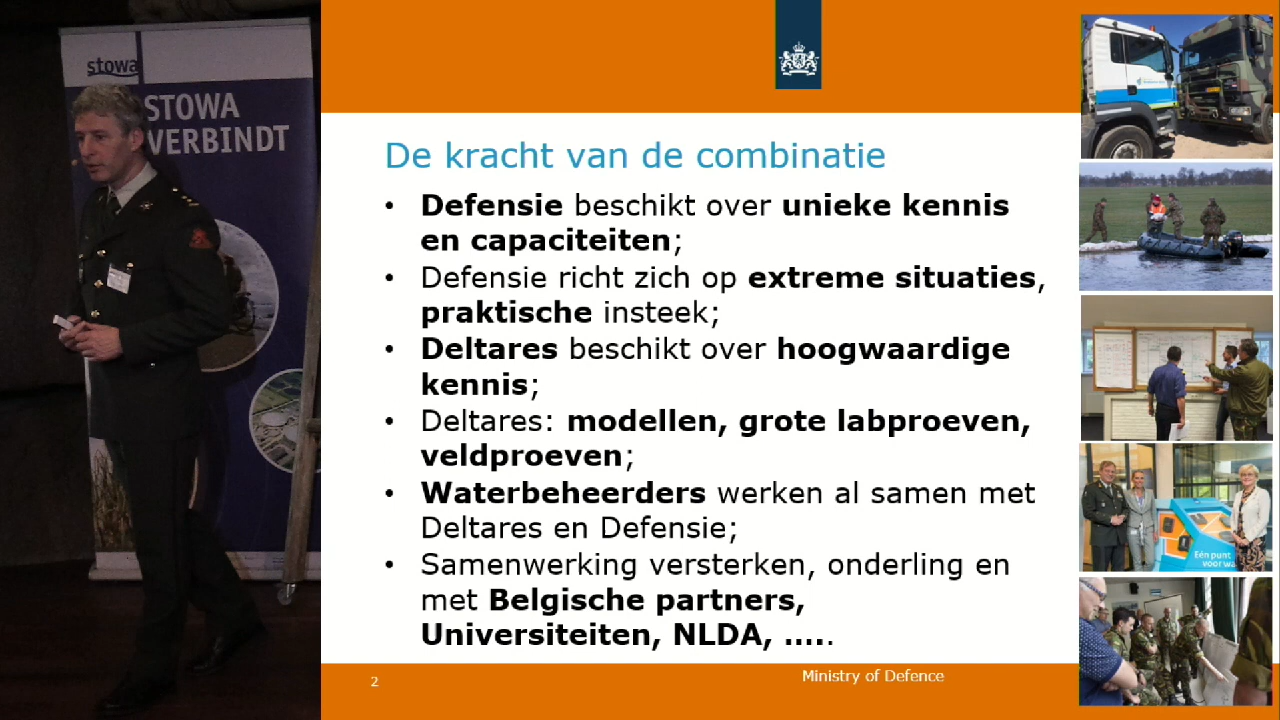 stowa
STOWA
VERBINDT
De kracht van de combinatie
• Defensie beschikt over unieke kennis
en capaciteiten;
• Defensie richt zich op extreme situaties,
praktische insteek;
• Deltares beschikt over hoogwaardige
kennis;
• Deltares: modellen, grote labproeven,
veldproeven;
• Waterbeheerders werken al samen met
Deltares en Defensie;
• Samenwerking versterken, onderling en
met Belgische partners,
Universiteiten, NLDA, .....
Eén punt
voor wa
2
Ministry of Defence